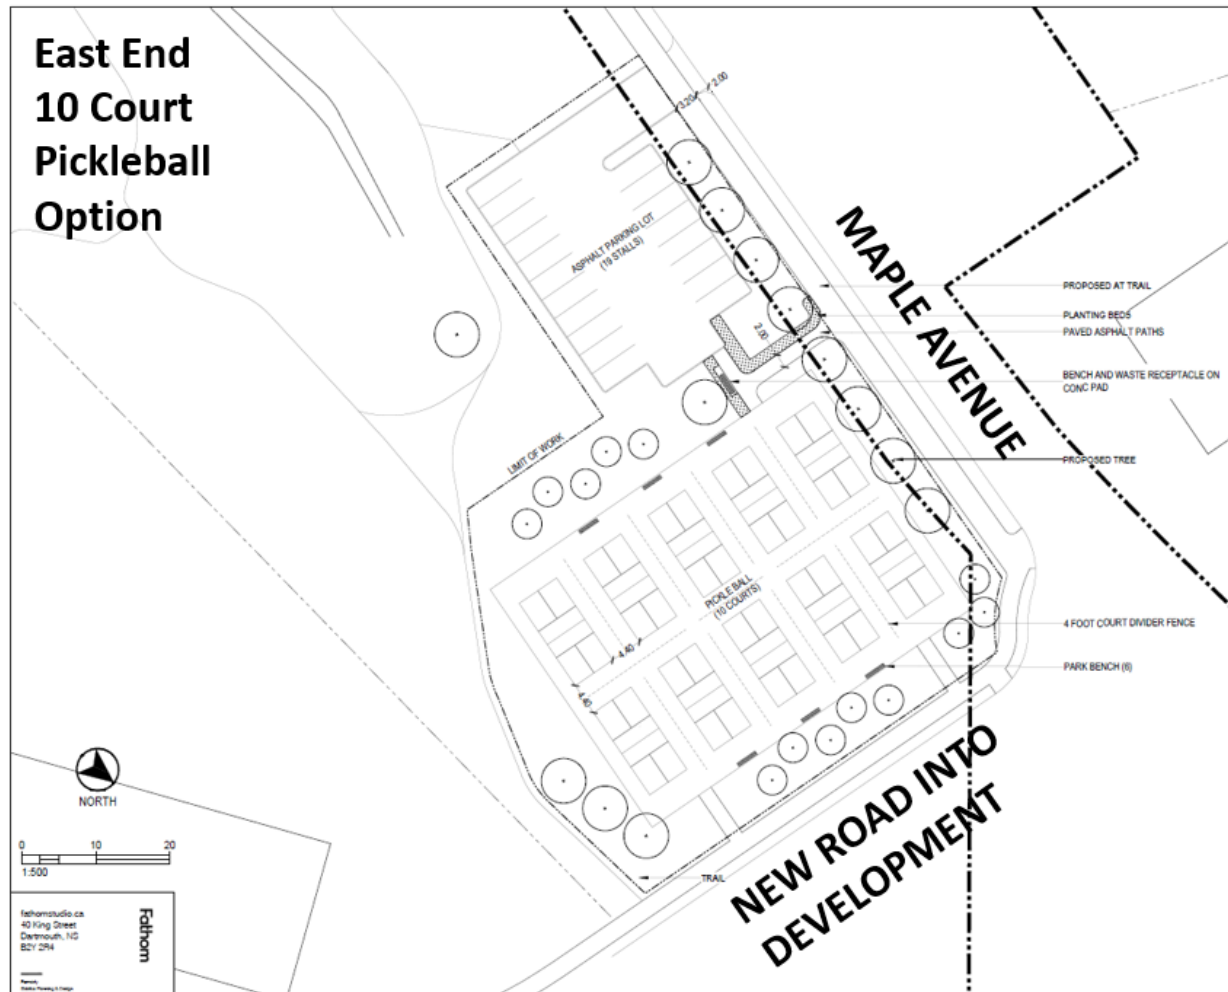 East End
10 Court
Pickleball
Option
3.20
2.00
ASPHALT PARKING LOT
(19 STALLS)
MAPLE AVENUE
PROPOSED AT TRAIL
PLANTING BEDS
PAVED ASPHALT PATHS
2.00
BENCH AND WASTE RECEPTACLE ON
CONC PAD
LIMIT OF WORK
PROPOSED TREE
PICKLE BALL
(10 COURTS)
4 FOOT COURT DIVIDER FENCE
4.40
4.40
PARK BENCH (6)
NORTH
0 10 20
1:500
TRAIL
NEW ROAD INTO
DEVELOPMENT
fathomstudio.ca
40 King Street
Dartmouth, NS
B2Y 2R4
Fathom